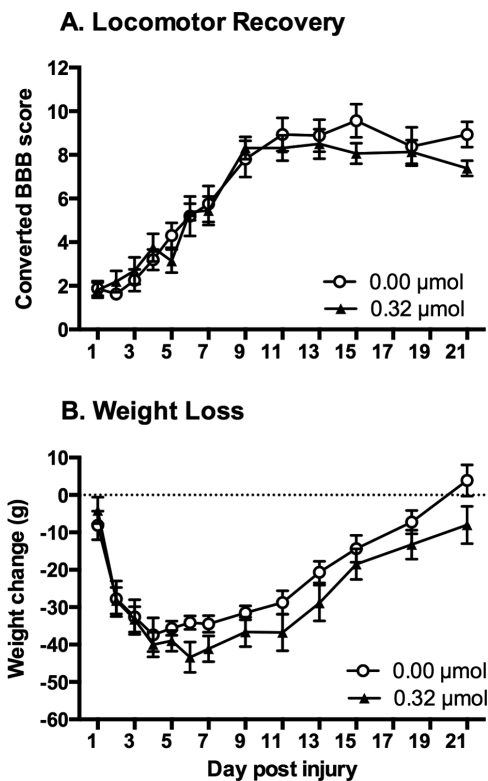 A. Locomotor Recovery
12
10
8
6
4
2
0
Converted BBB score
0.00 µmol
0.32 µmol
1 3 5 7 9 11 13 15 17 19 21
B. Weight Loss
10
0
-10
-20
-30
-40
-50
-60
Weight change (g)
0.00 µmol
0.32 µmol
1 3 5 7 9 11 13 15 17 19 21
Day post injury